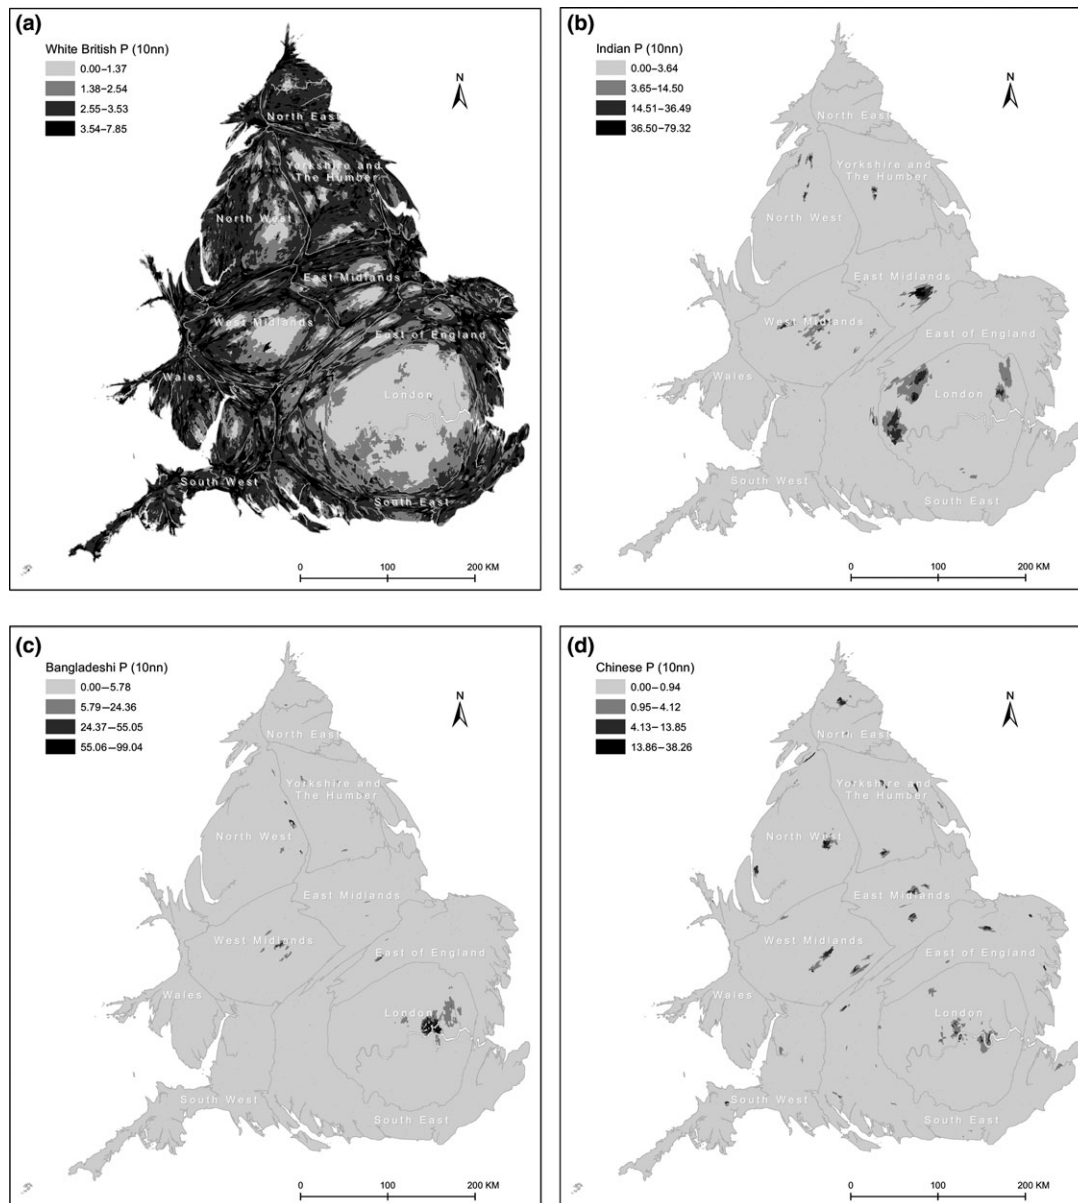 (a)
White British P (10nn)
0.00–1.37
1.38–2.54
2.55–3.53
3.54–7.85
N
North East
Yorkshire and
The Humber
North West
East Midlands
West Midlands
East of England
Wales
London
South West
South East
0 100 200 KM
(b)
Indian P (10nn)
0.00–3.64
3.65–14.50
14.51–36.49
36.50–79.32
N
North East
Yorkshire and
The Humber
North West
East Midlands
West Midlands
East of England
Wales
London
South West
South East
0 100 200 KM
(c)
Bangladeshi P (10nn)
0.00–5.78
5.79–24.36
24.37–55.05
55.06–99.04
N
North East
Yorkshire and
The Humber
North West
East Midlands
West Midlands
East of England
Wales
London
South West
South East
0 100 200 KM
(d)
Chinese P (10nn)
0.00–0.94
0.95–4.12
4.13–13.85
13.86–38.26
N
North East
Yorkshire and
The Humber
North West
East Midlands
West Midlands
East of England
Wales
London
South West
South East
0 100 200 KM